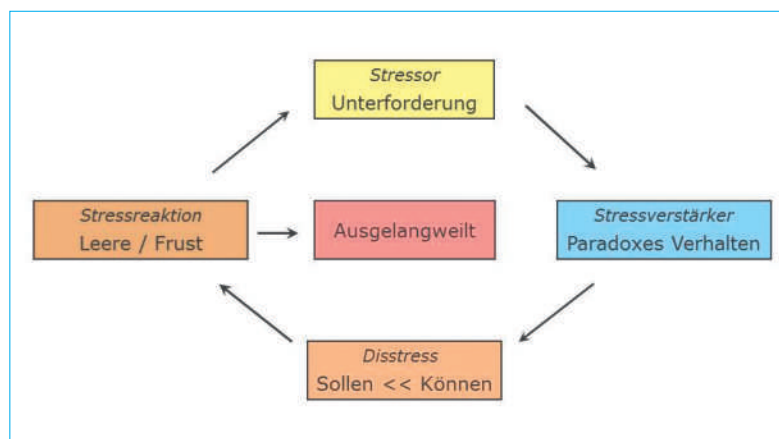 Stressor
Unterforderung
Stressreaktion
Leere / Frust
Ausgelangweilt
Stressverstärker
Paradoxes Verhalten
Disstress
Sollen << Können